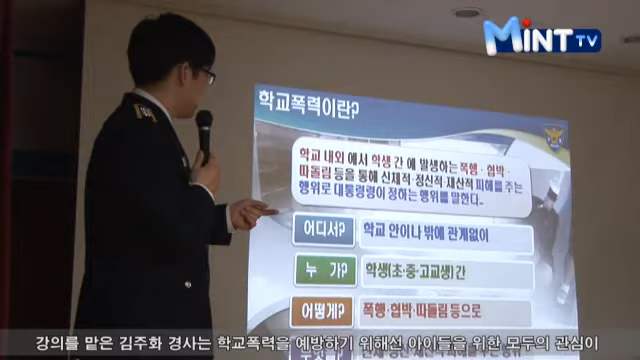 MINT TV
학교폭력이란?
학교 내외 에서 학생 간 에 발생하는 폭행·협박·
따돌림 등을 통해 신체적·정신적·재산적 피해를 주는
행위로 대통령령이 정하는 행위를 말한다-
어디서? 학교 안이나 밖에 관계없이
누 가? 학생(초·중·고교생) 간
어떻게? 폭행·협박·따돌림 등으로
강의를 맡은 김주화 경사는 학교폭력을 예방하기 위해선 아이들을 위한 모두의 관심이